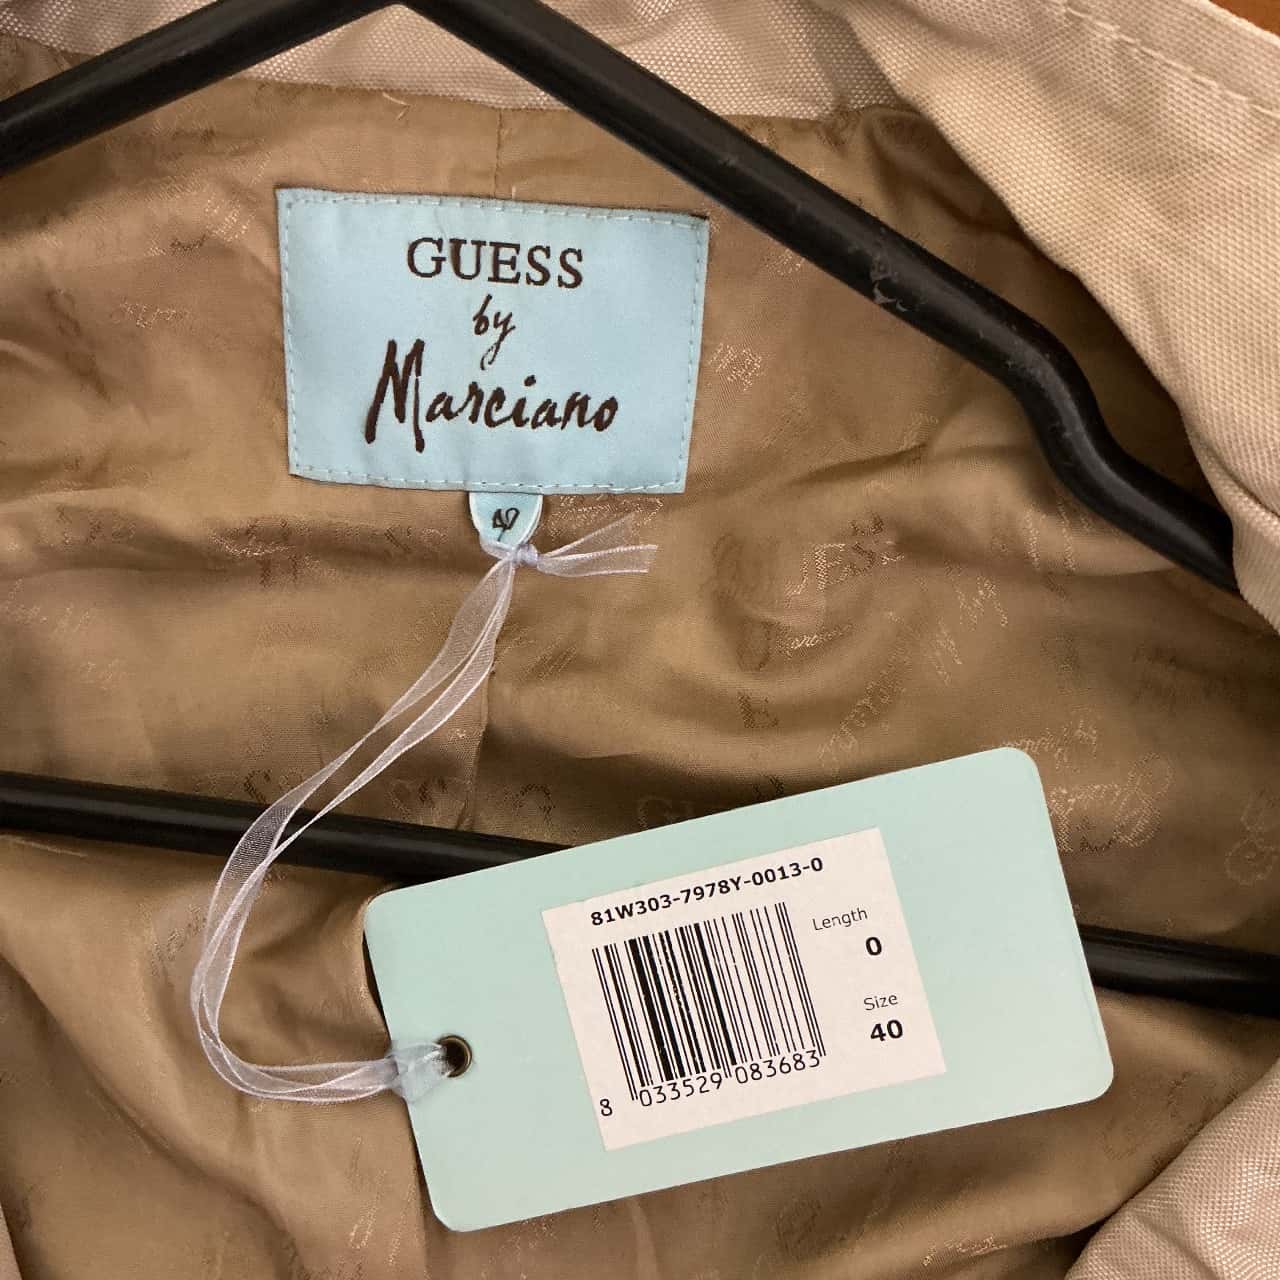 GUESS
by
Marciano
40
81W303-7978Y-0013-0
Length
0
Size
40
8 033529 083683